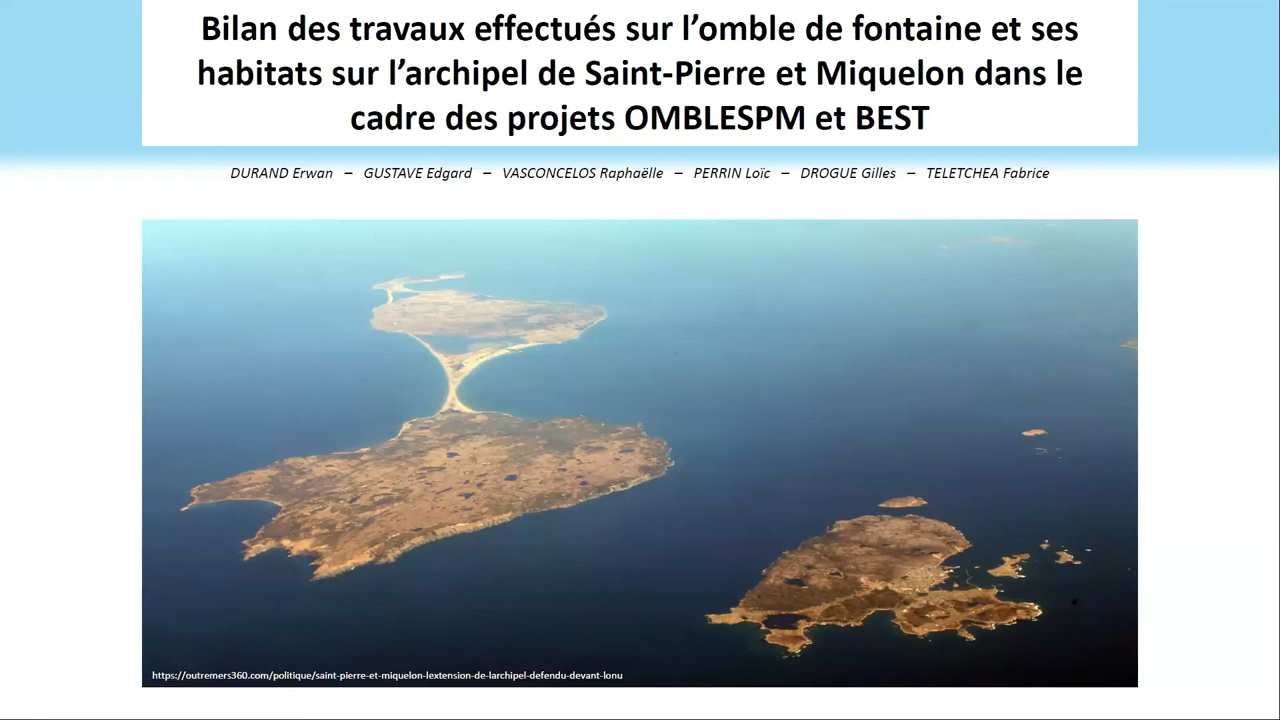 Bilan des travaux effectués sur l’omble de fontaine et ses
habitats sur l’archipel de Saint-Pierre et Miquelon dans le
cadre des projets OMBLESPM et BEST
DURAND Erwan – GUSTAVE Edgard – VASCONCELOS Raphaëlle – PERRIN Loïc – DROGUE Gilles – TELETCHEA Fabrice
https://outremers360.com/politique/saint-pierre-et-miquelon-lextension-de-larchipel-defendu-devant-lonu